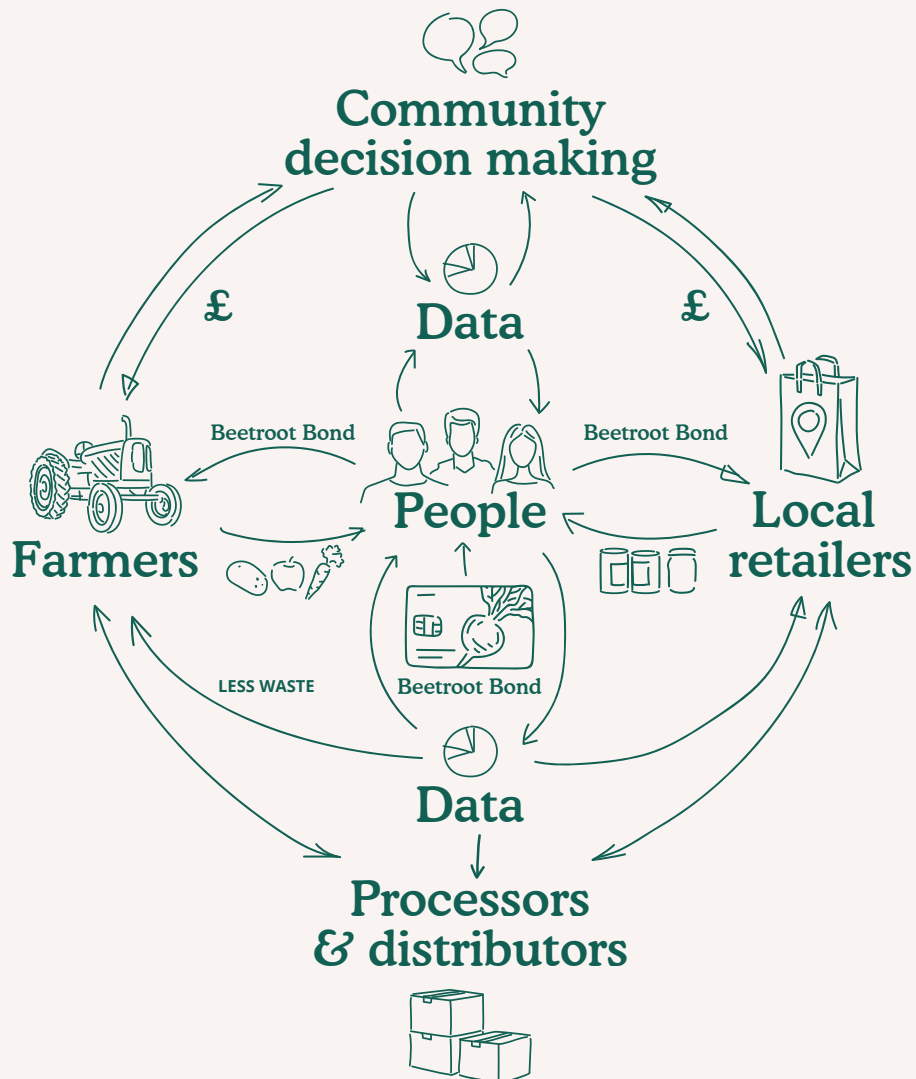 Community
decision making
£
£
Data
Beetroot Bond
Beetroot Bond
People
Local
retailers
Farmers
LESS WASTE
Beetroot Bond
Data
Processors
& distributors